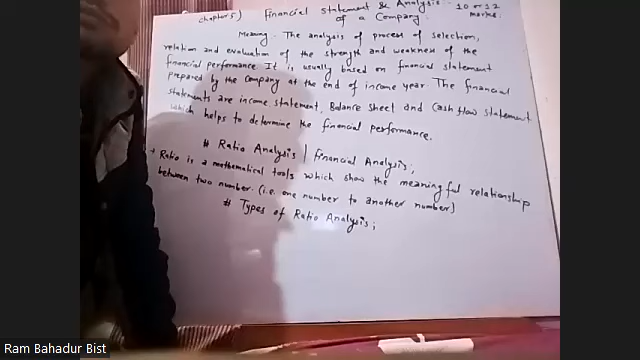 chapter 5) Financial Statement & Analysis :- 10 or 12
of a Company. marks.
Meaning - The analysis of process of selection,
relation and evaluation of the strength and weakness of the
financial performance. It is usually based on financial statement
prepared by the Company at the end of income year. The financial
statements are income statement, Balance Sheet and Cash flow statement
which helps to determine the financial performance.
# Ratio Analysis | Financial Analysis;
+ Ratio is a mathematical tools which show the meaningful relationship
between two number. (i.e. one number to another number)
# Types of Ratio Analysis;
Ram Bahadur Bist